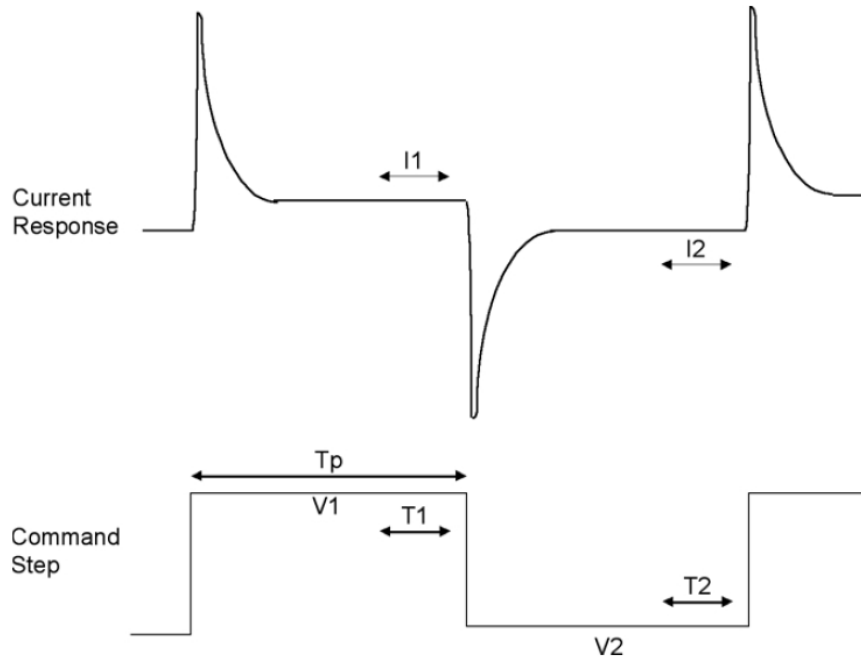 I1
Current
Response
I2
Tp
V1
T1
Command
Step
T2
V2